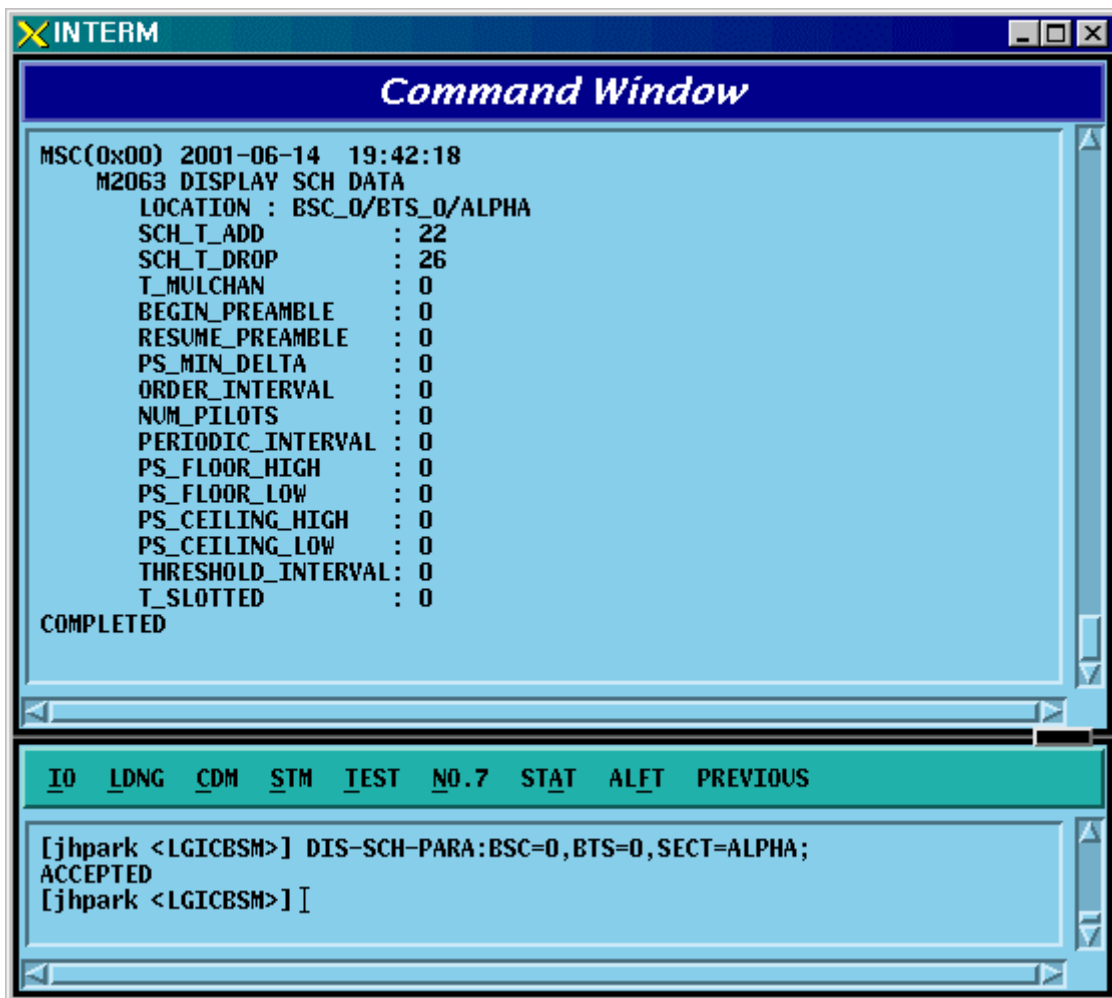 INTERM
Command Window
MSC(0x00) 2001-06-14 19:42:18
M2063 DISPLAY SCH DATA
LOCATION : BSC_0/BTS_0/ALPHA
SCH_T_ADD : 22
SCH_T_DROP : 26
T_MULCHAN : 0
BEGIN_PREAMBLE : 0
RESUME_PREAMBLE : 0
PS_MIN_DELTA : 0
ORDER_INTERVAL : 0
NUM_PILOTS : 0
PERIODIC_INTERVAL : 0
PS_FLOOR_HIGH : 0
PS_FLOOR_LOW : 0
PS_CEILING_HIGH : 0
PS_CEILING_LOW : 0
THRESHOLD_INTERVAL: 0
T_SLOTTED : 0
COMPLETED
IO LDNG CDM STM TEST NO.7 STAT ALFT PREVIOUS
[jhpark <LGICBSM>] DIS-SCH-PARA:BSC=0,BTS=0,SECT=ALPHA;
ACCEPTED
[jhpark <LGICBSM>]